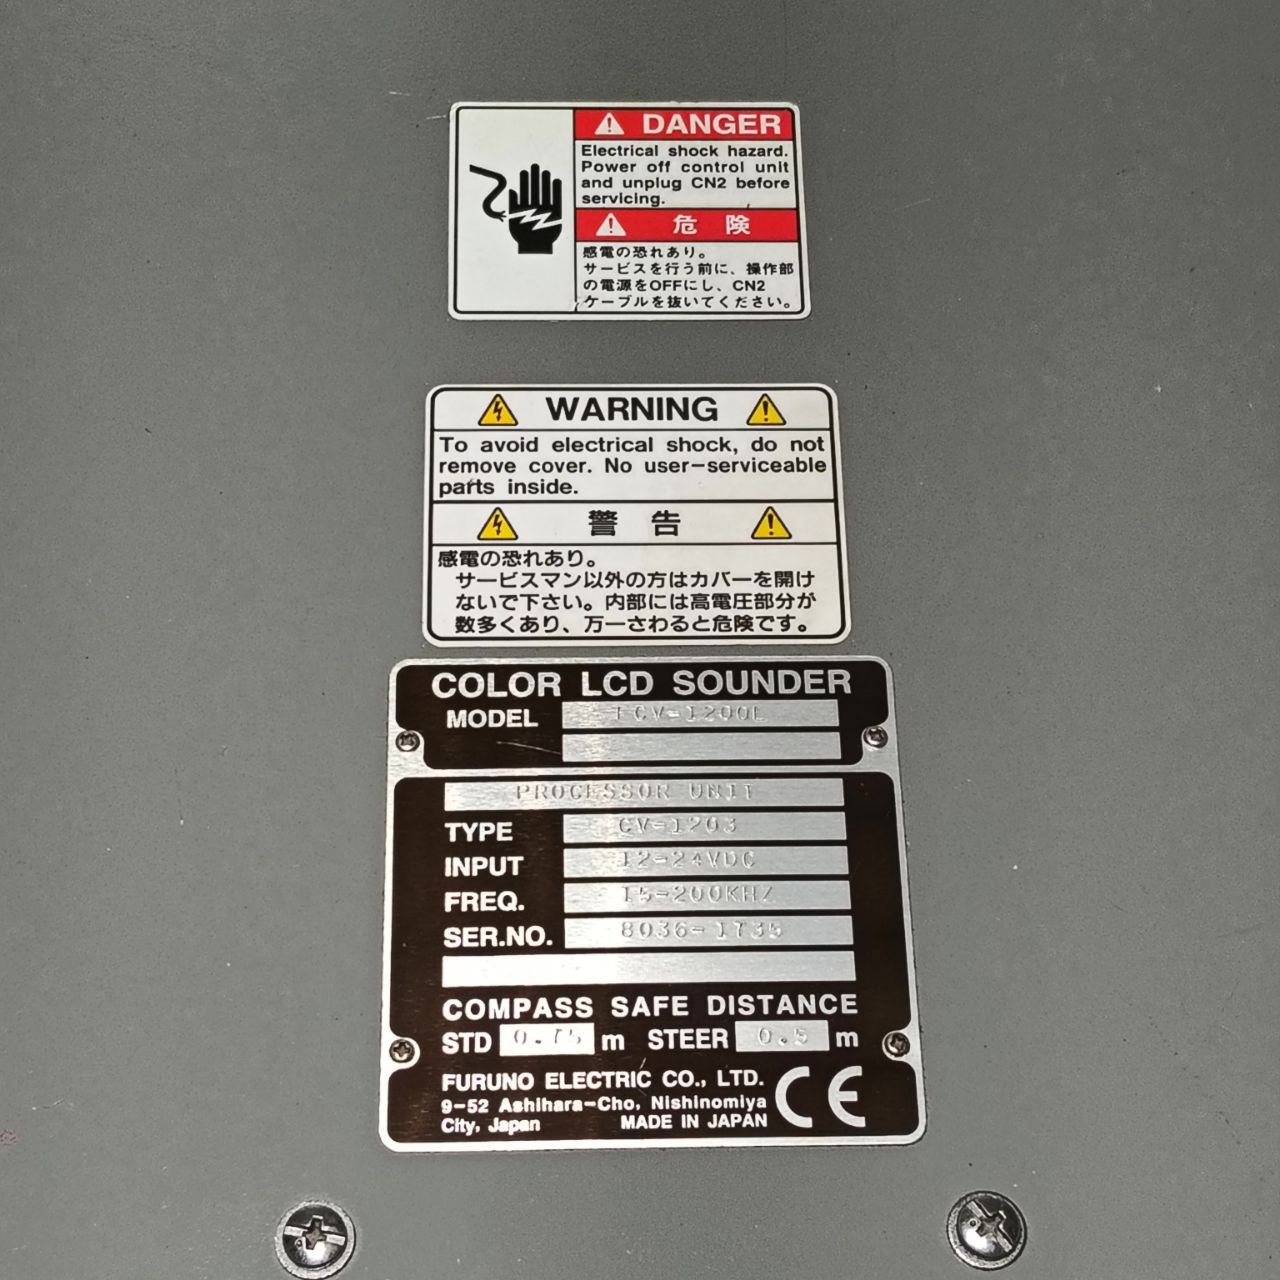 DANGER
Electrical shock hazard.
Power off control unit
and unplug CN2 before
servicing.
危 険
感電の恐れあり。
サービスを行う前に、操作部
の電源をOFFにし、CN2
ケーブルを抜いてください。
WARNING
To avoid electrical shock, do not
remove cover. No user-serviceable
parts inside.
警 告
感電の恐れあり。
サービスマン以外の方はカバーを開け
ないで下さい。内部には高電圧部分が
数多くあり、万一さわると危険です。
COLOR LCD SOUNDER
MODEL FCV-1200L
PROCESSOR UNIT
TYPE CV-1203
INPUT 12-24VDC
FREQ. 15-200KHZ
SER.NO. 8036-1735
COMPASS SAFE DISTANCE
STD 0.75 m STEER 0.5 m
FURUNO ELECTRIC CO., LTD.
9-52 Ashihara-Cho, Nishinomiya
City, Japan MADE IN JAPAN
CE